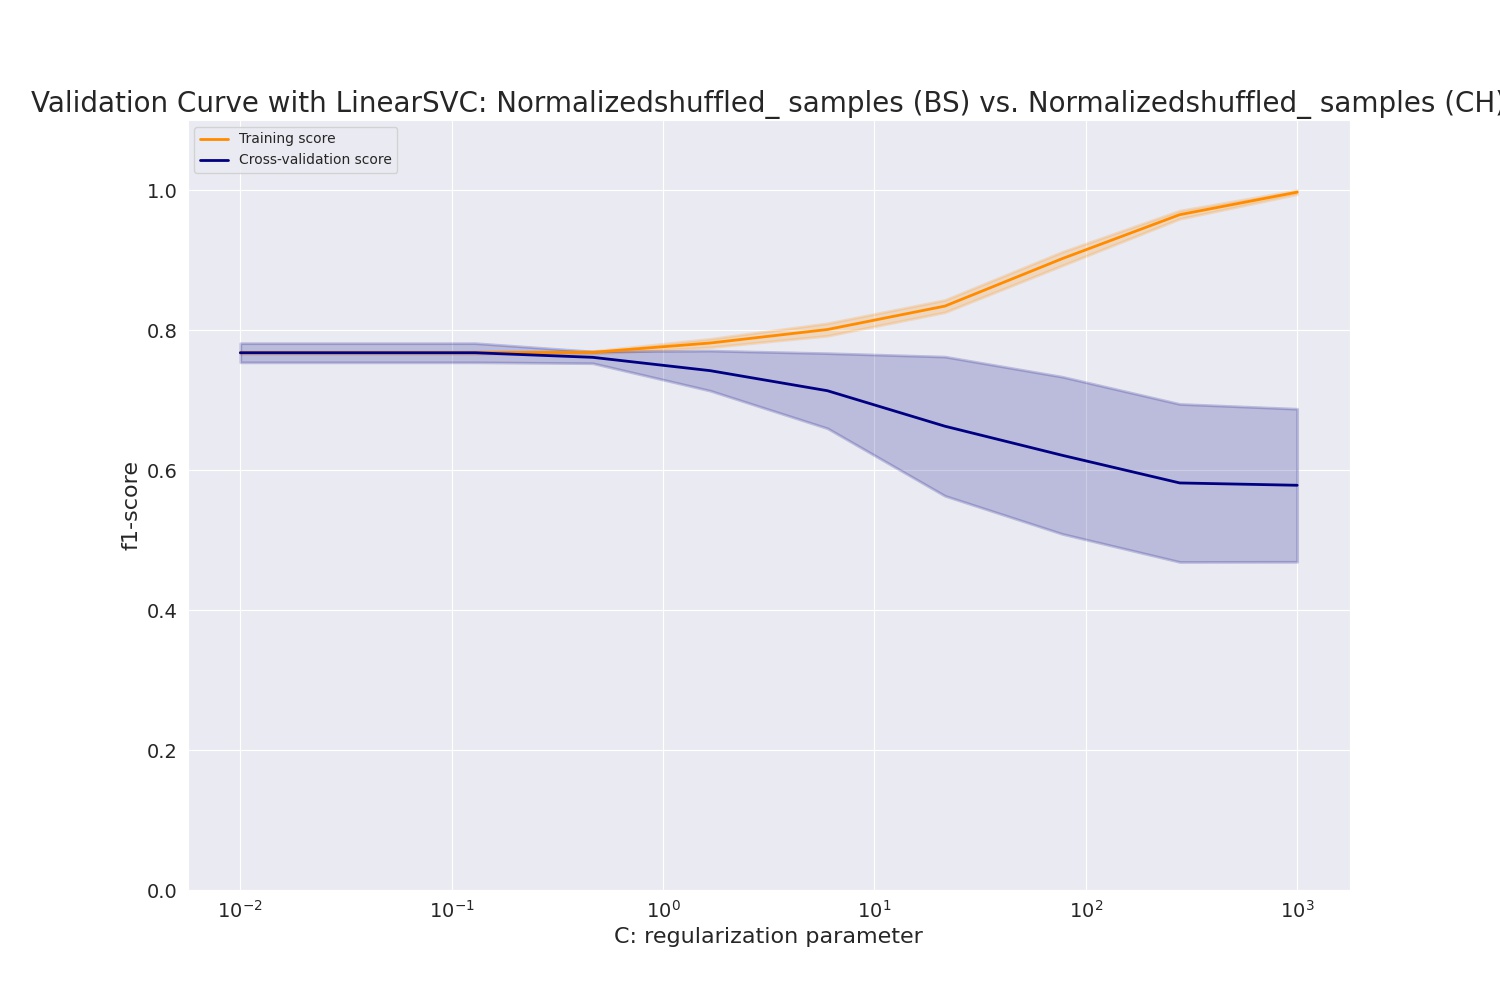 Validation Curve with LinearSVC: Normalizedshuffled_ samples (BS) vs. Normalizedshuffled_ samples (CH)
Training score
Cross-validation score
1.0
0.8
0.6
0.4
0.2
0.0
f1-score
10⁻² 10⁻¹ 10⁰ 10¹ 10² 10³
C: regularization parameter